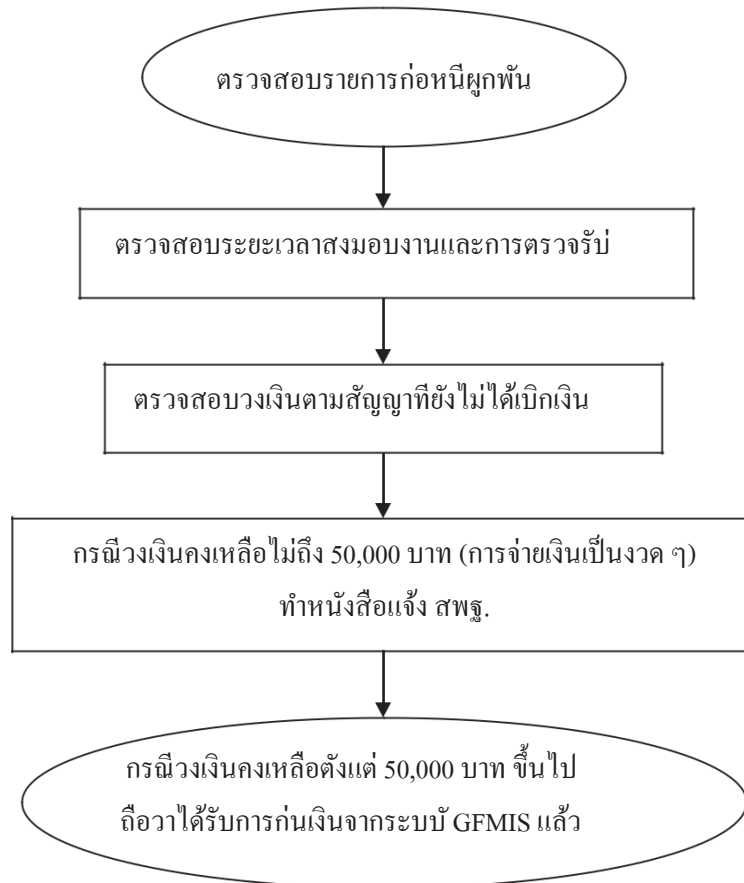 ตรวจสอบรายการก่อหนีผูกพัน
ตรวจสอบระยะเวลาสงมอบงานและการตรวจรับ่
ตรวจสอบวงเงินตามสัญญาทียังไม่ได้เบิกเงิน
กรณีวงเงินคงเหลือไม่ถึง 50,000 บาท (การจ่ายเงินเป็นงวด ๆ)
ทำหนังสือแจ้ง สพฐ.
กรณีวงเงินคงเหลือตังแต่ 50,000 บาท ขึ้นไป
ถือวาได้รับการก่นเงินจากระบบั GFMIS แล้ว